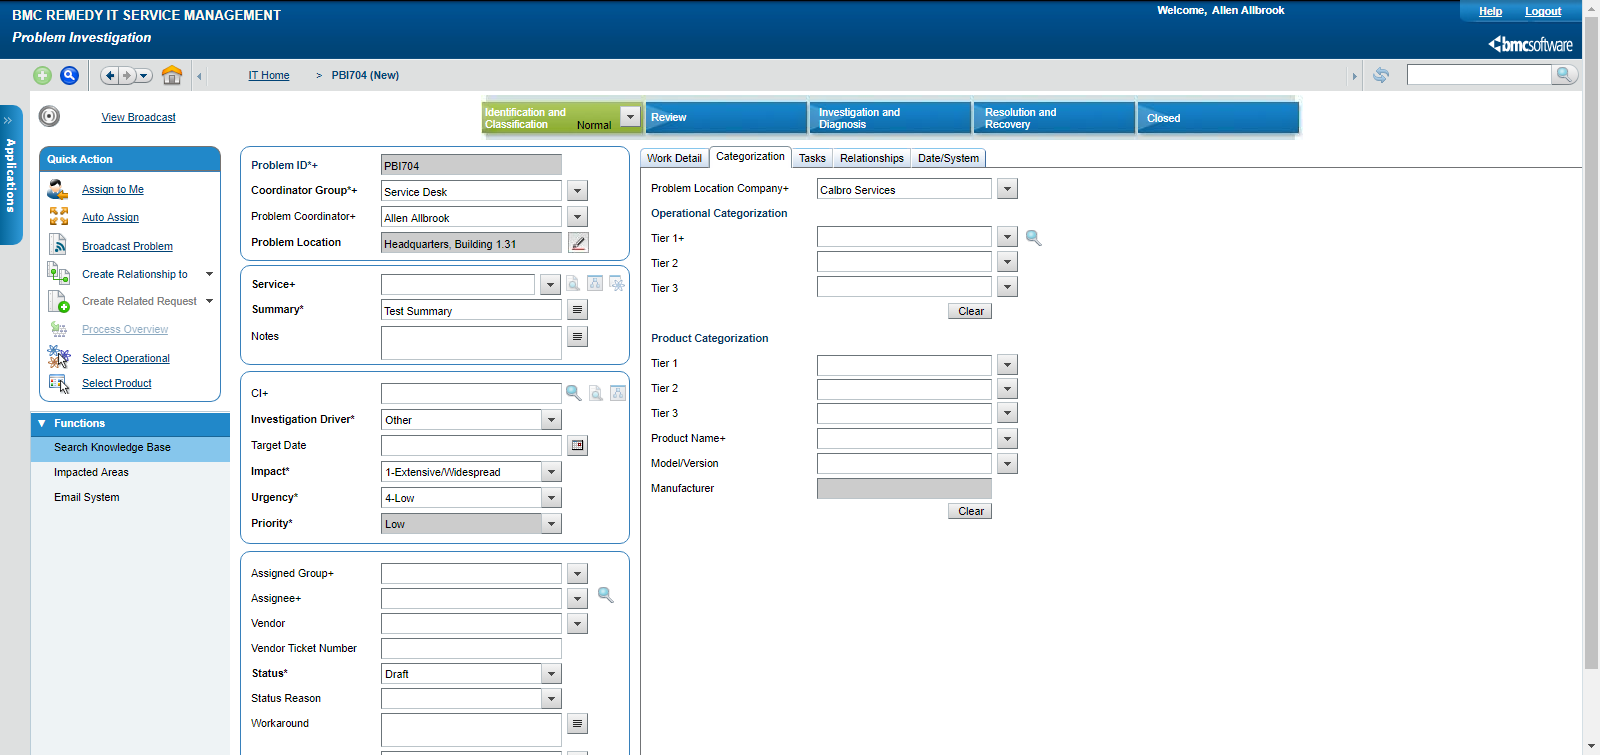 BMC REMEDY IT SERVICE MANAGEMENT
Welcome, Allen Allbrook
Help
Logout
Problem Investigation
bmcsoftware
IT Home > PBI704 (New)
Applications
View Broadcast
Identification and
Classification
Normal
Review
Investigation and
Diagnosis
Resolution and
Recovery
Closed
Quick Action
Assign to Me
Auto Assign
Broadcast Problem
Create Relationship to
Create Related Request
Process Overview
Select Operational
Select Product
Functions
Search Knowledge Base
Impacted Areas
Email System
Problem ID*+ PBI704
Coordinator Group*+ Service Desk
Problem Coordinator+ Allen Allbrook
Problem Location Headquarters, Building 1.31
Service+
Summary* Test Summary
Notes
CI+
Investigation Driver* Other
Target Date
Impact* 1-Extensive/Widespread
Urgency* 4-Low
Priority* Low
Assigned Group+
Assignee+
Vendor
Vendor Ticket Number
Status* Draft
Status Reason
Workaround
Work Detail Categorization Tasks Relationships Date/System
Problem Location Company+ Calbro Services
Operational Categorization
Tier 1+
Tier 2
Tier 3
Clear
Product Categorization
Tier 1
Tier 2
Tier 3
Product Name+
Model/Version
Manufacturer
Clear